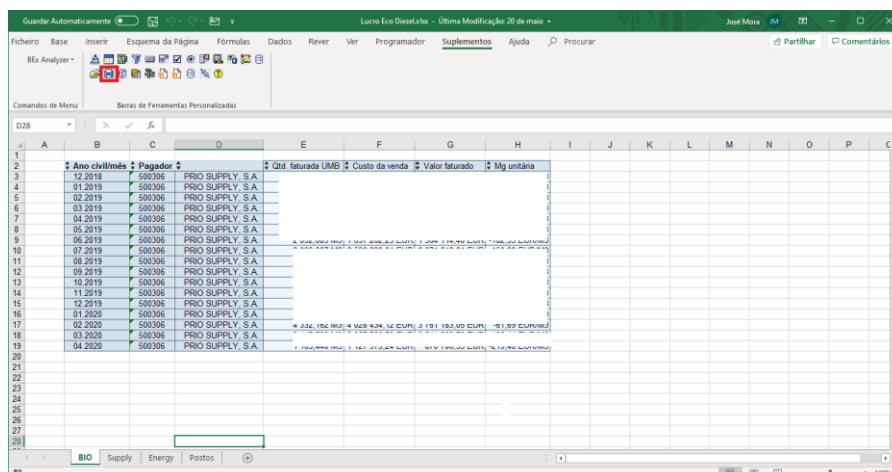 Guardar Automaticamente
Lucro Eco Diesel.xlsx - Última Modificação: 20 de maio
José Mora JM
Ficheiro Base Inserir Esquema da Página Fórmulas Dados Rever Ver Programador Suplementos Ajuda Procurar Partilhar Comentários
BEx Analyzer
Comandos de Menu Barras de Ferramentas Personalizadas
D28 fx
A B C D E F G H I J K L M N O P
1
2 Ano civil/mês Pagador Qtd. faturada UMB Custo da venda Valor faturado Mg unitária
3 12.2018 500306 PRIO SUPPLY, S.A.
4 01.2019 500306 PRIO SUPPLY, S.A.
5 02.2019 500306 PRIO SUPPLY, S.A.
6 03.2019 500306 PRIO SUPPLY, S.A.
7 04.2019 500306 PRIO SUPPLY, S.A.
8 05.2019 500306 PRIO SUPPLY, S.A.
9 06.2019 500306 PRIO SUPPLY, S.A.
10 07.2019 500306 PRIO SUPPLY, S.A.
11 08.2019 500306 PRIO SUPPLY, S.A.
12 09.2019 500306 PRIO SUPPLY, S.A.
13 10.2019 500306 PRIO SUPPLY, S.A.
14 11.2019 500306 PRIO SUPPLY, S.A.
15 12.2019 500306 PRIO SUPPLY, S.A.
16 01.2020 500306 PRIO SUPPLY, S.A.
17 02.2020 500306 PRIO SUPPLY, S.A.
18 03.2020 500306 PRIO SUPPLY, S.A.
19 04.2020 500306 PRIO SUPPLY, S.A.
20
21
22
23
24
25
26
27
28
BIO Supply Energy Postos